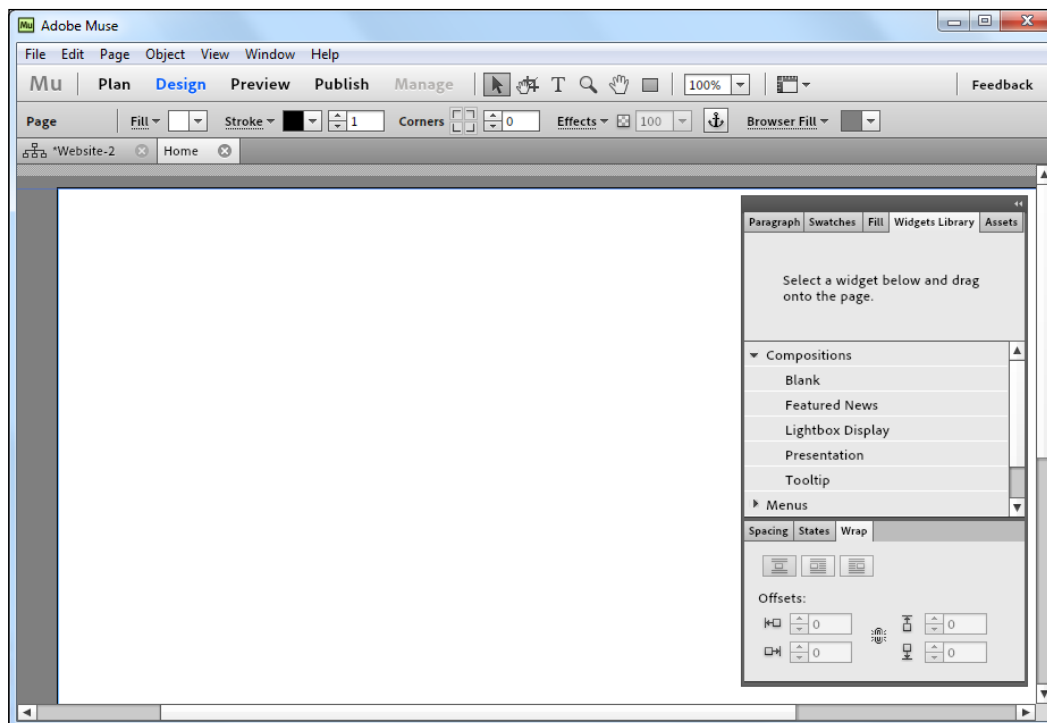 Mu Adobe Muse
File Edit Page Object View Window Help
Mu Plan Design Preview Publish Manage T 100% Feedback
Page Fill Stroke 1 Corners 0 Effects 100 Browser Fill
*Website-2 Home
Paragraph Swatches Fill Widgets Library Assets
Select a widget below and drag
onto the page.
Compositions
Blank
Featured News
Lightbox Display
Presentation
Tooltip
Menus
Spacing States Wrap
Offsets:
0 0
0 0